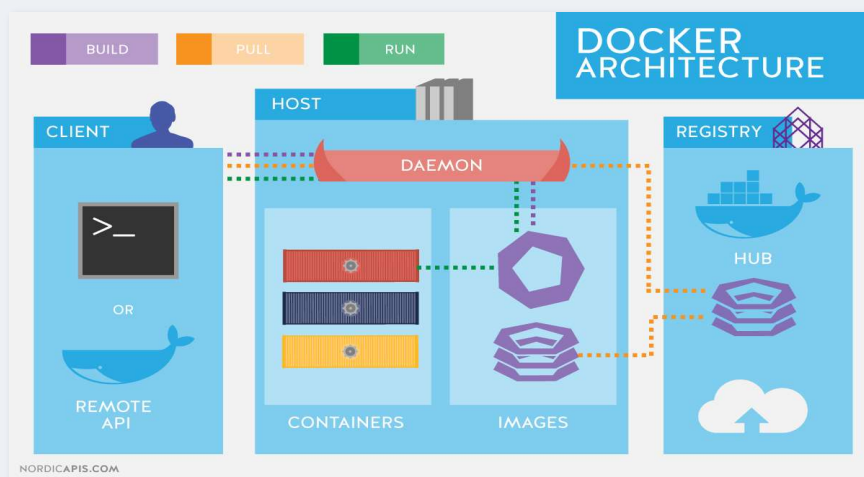 BUILD
PULL
RUN
DOCKER
ARCHITECTURE
CLIENT
HOST
REGISTRY
DAEMON
>_
OR
REMOTE
API
CONTAINERS
IMAGES
HUB
NORDICAPIS.COM